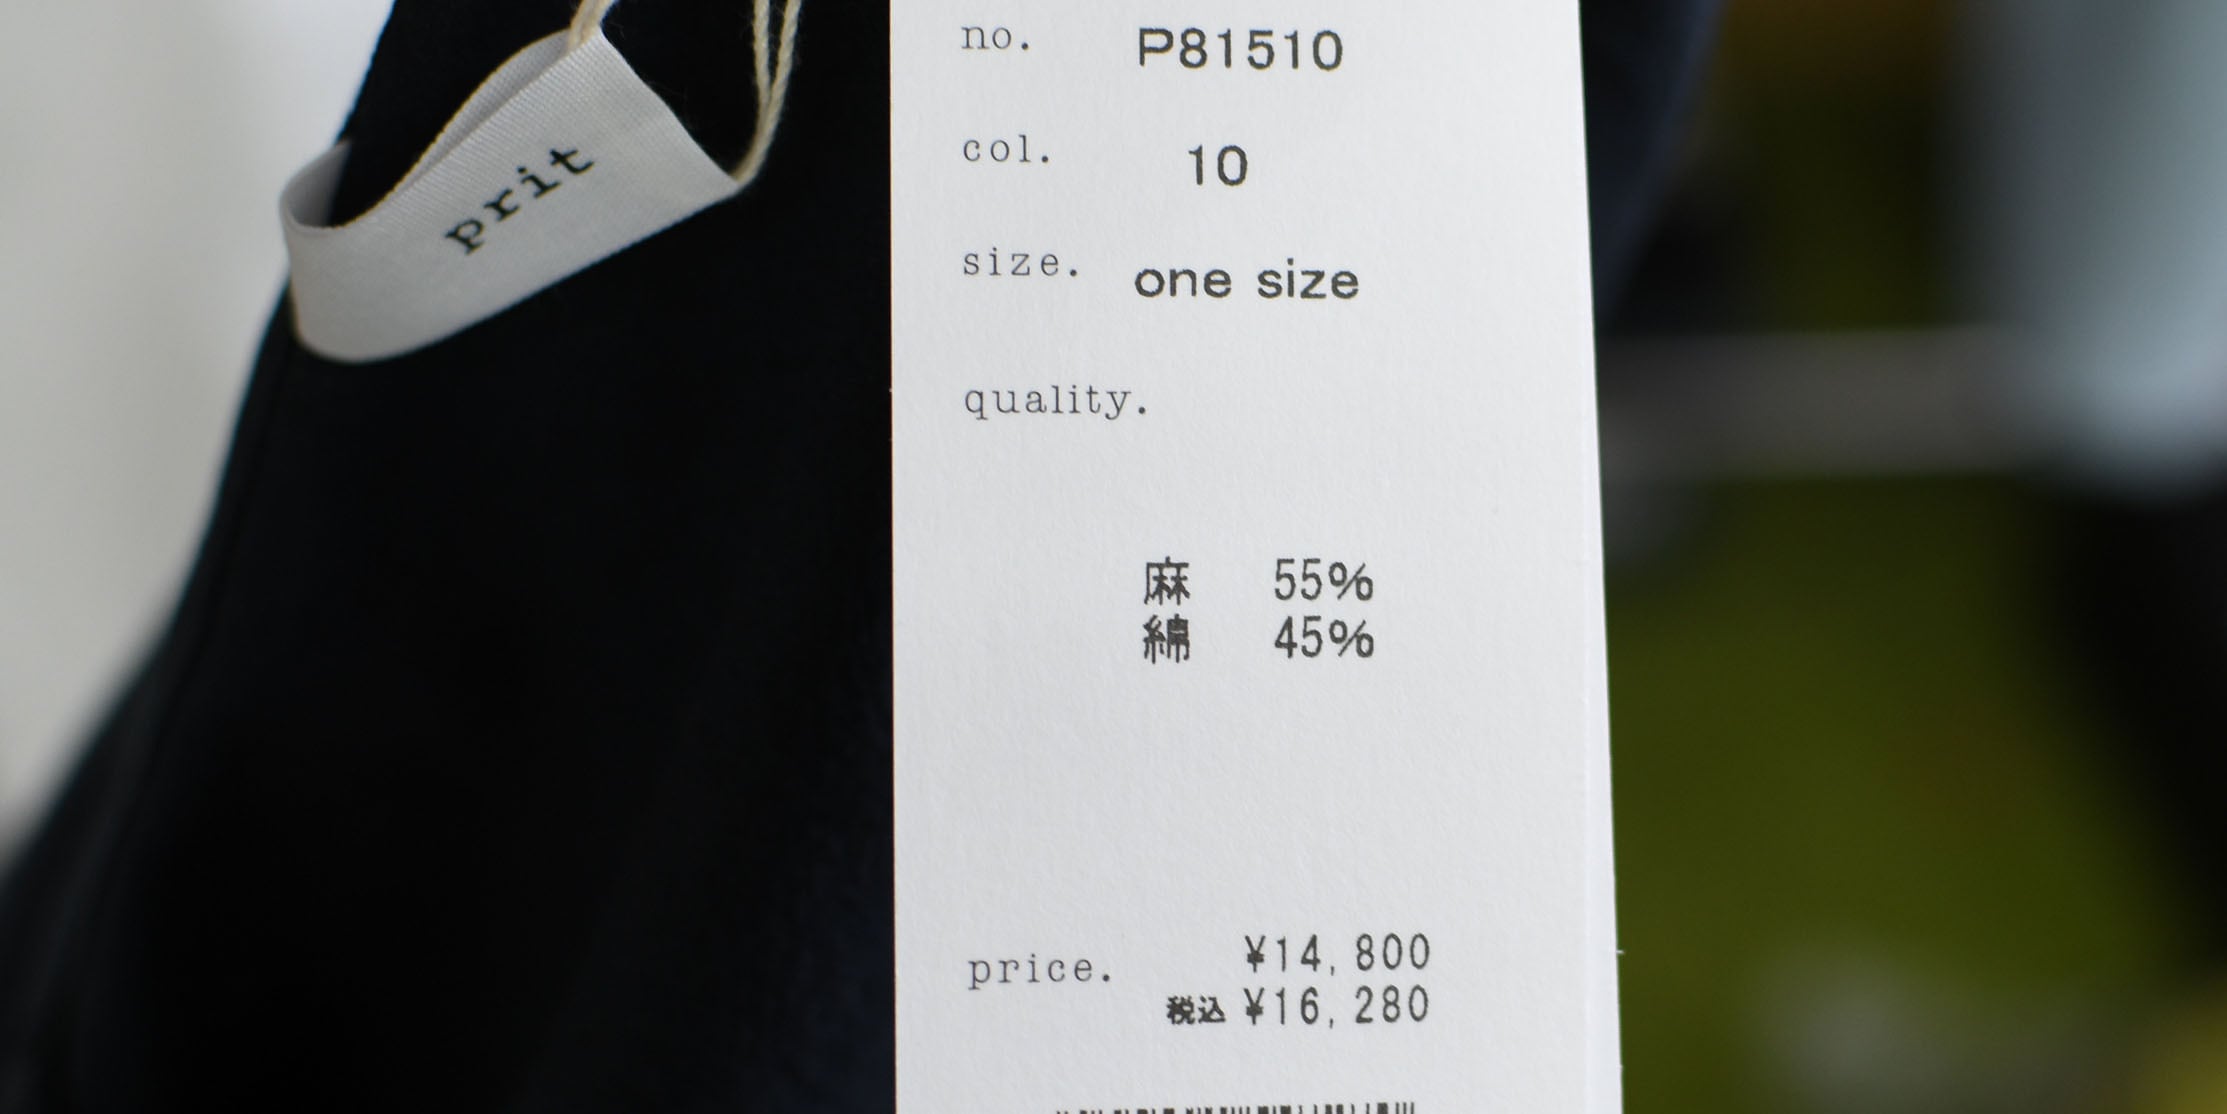 prit
no. P81510
col. 10
size. one size
quality.
麻 55%
綿 45%
price. ¥14,800
税込 ¥16,280